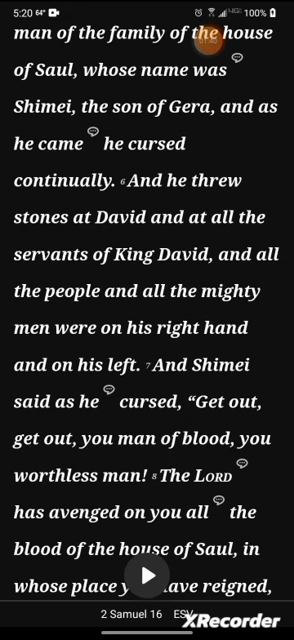 5:20 64° 100%
man of the family of the house
01:40
of Saul, whose name was
Shimei, the son of Gera, and as
he came he cursed
continually. 6 And he threw
stones at David and at all the
servants of King David, and all
the people and all the mighty
men were on his right hand
and on his left. 7 And Shimei
said as he cursed, “Get out,
get out, you man of blood, you
worthless man! 8 The LORD
has avenged on you all the
blood of the house of Saul, in
whose place have reigned,
2 Samuel 16 ESV
XRecorder